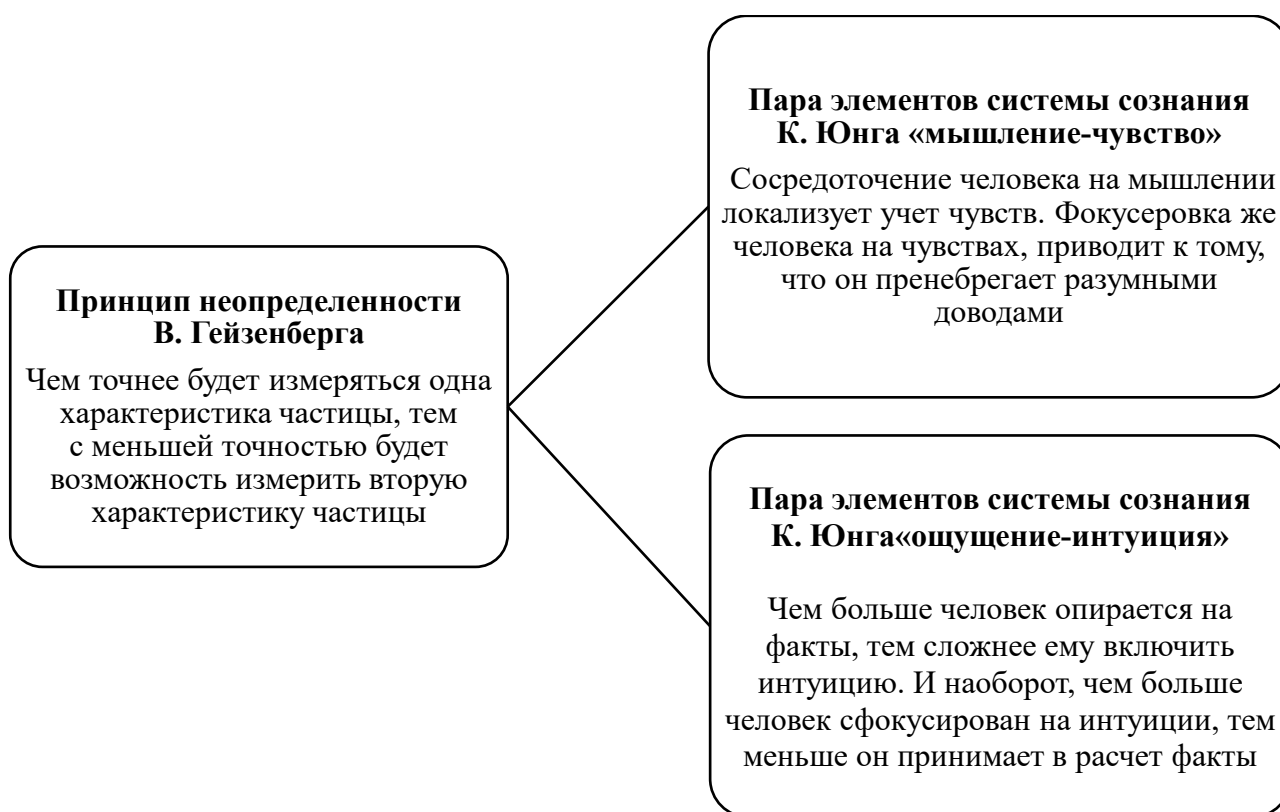 Принцип неопределенности
В. Гейзенберга
Чем точнее будет измеряться одна
характеристика частицы, тем
с меньшей точностью будет
возможность измерить вторую
характеристику частицы
Пара элементов системы сознания
К. Юнга «мышление-чувство»
Сосредоточение человека на мышлении
локализует учет чувств. Фокусеровка же
человека на чувствах, приводит к тому,
что он пренебрегает разумными
доводами
Пара элементов системы сознания
К. Юнга«ощущение-интуиция»
Чем больше человек опирается на
факты, тем сложнее ему включить
интуицию. И наоборот, чем больше
человек сфокусирован на интуиции, тем
меньше он принимает в расчет факты